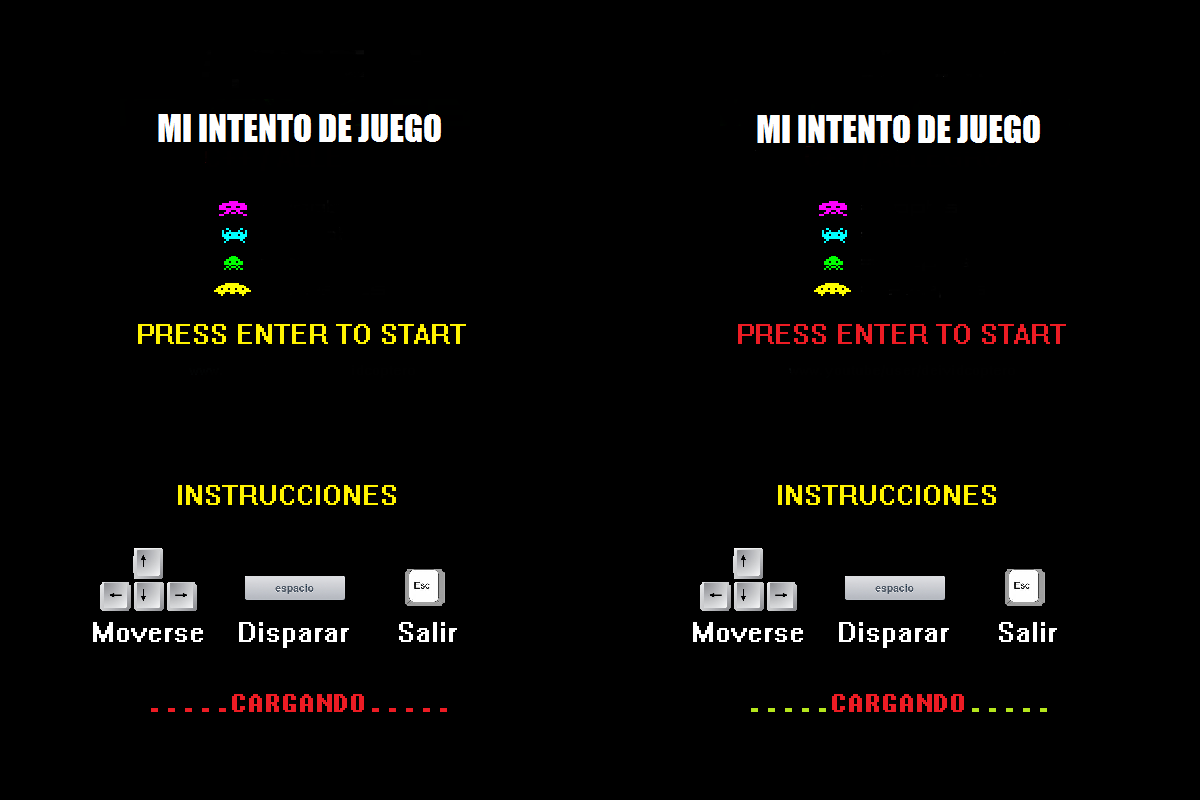 MI INTENTO DE JUEGO
PRESS ENTER TO START
INSTRUCCIONES
↑
← ↓ →
espacio
Esc
Moverse Disparar Salir
.....CARGANDO.....
MI INTENTO DE JUEGO
PRESS ENTER TO START
INSTRUCCIONES
↑
← ↓ →
espacio
Esc
Moverse Disparar Salir
.....CARGANDO.....